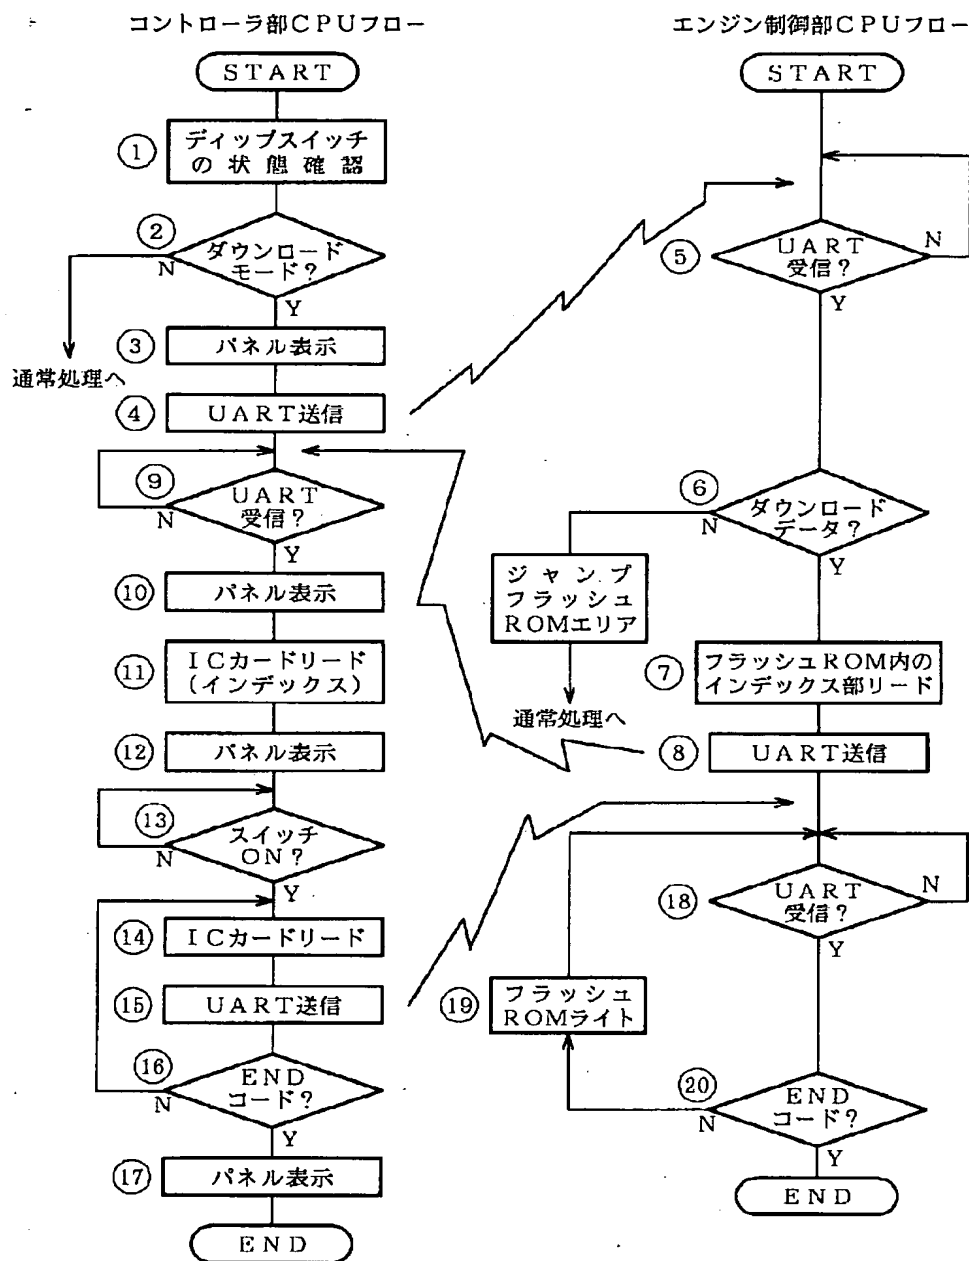 コントローラ部CPUフロー
START
①
ディップスイッチ
の状態確認
②
ダウンロード
モード?
N
Y
通常処理へ
③
パネル表示
④
UART送信
⑨
UART
受信?
N
Y
⑩
パネル表示
⑪
ICカードリード
(インデックス)
⑫
パネル表示
⑬
スイッチ
ON?
N
Y
⑭
ICカードリード
⑮
UART送信
⑯
END
コード?
N
Y
⑰
パネル表示
END
エンジン制御部CPUフロー
START
⑤
UART
受信?
N
Y
⑥
ダウンロード
データ?
N
Y
ジャンプ
フラッシュ
ROMエリア
通常処理へ
⑦
フラッシュROM内の
インデックス部リード
⑧
UART送信
⑱
UART
受信?
N
Y
⑲
フラッシュ
ROMライト
⑳
END
コード?
N
Y
END